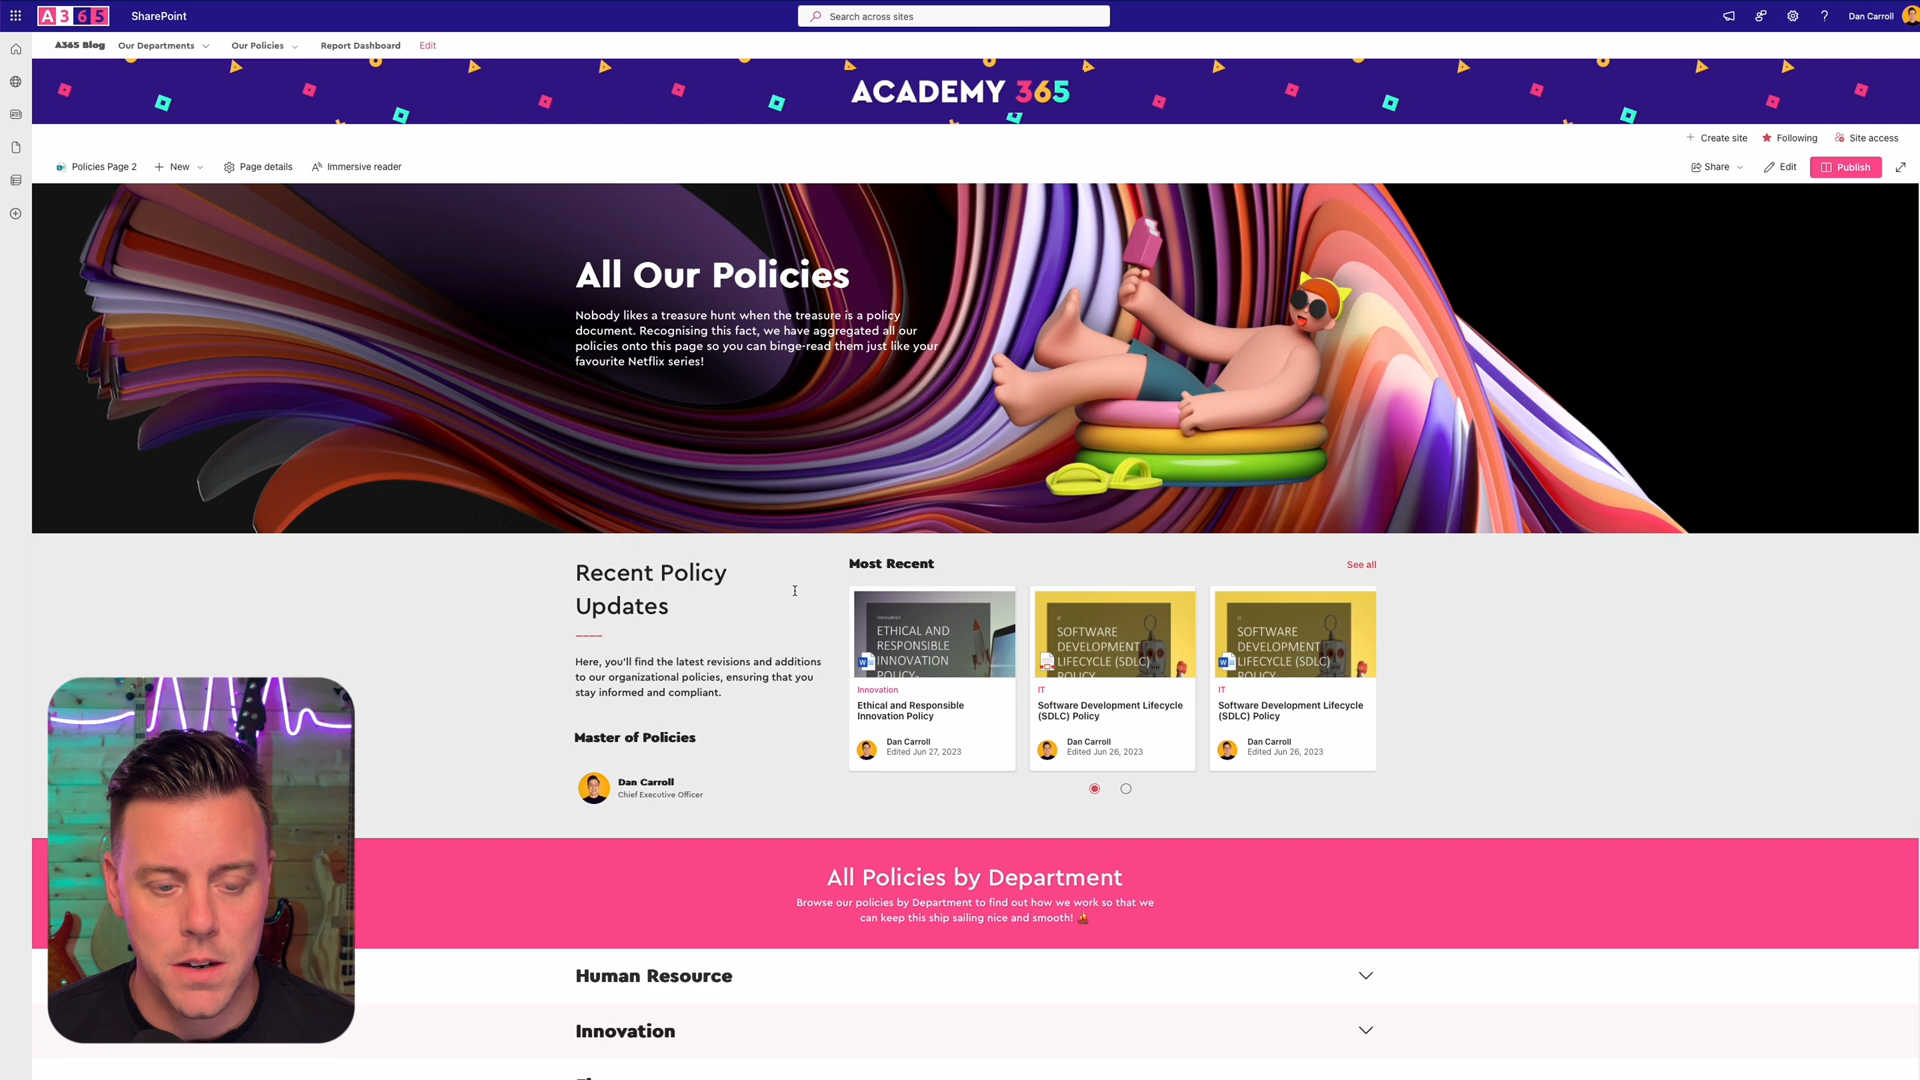 A365
SharePoint
Search across sites
Dan Carroll
A365 Blog
Our Departments
Our Policies
Report Dashboard
Edit
ACADEMY 365
Create site
Following
Site access
Policies Page 2
New
Page details
Immersive reader
Share
Edit
Publish
All Our Policies
Nobody likes a treasure hunt when the treasure is a policy
document. Recognising this fact, we have aggregated all our
policies onto this page so you can binge-read them just like your
favourite Netflix series!
Recent Policy
Updates
Here, you'll find the latest revisions and additions
to our organizational policies, ensuring that you
stay informed and compliant.
Master of Policies
Dan Carroll
Chief Executive Officer
Most Recent
See all
Innovation
ETHICAL AND
RESPONSIBLE
INNOVATION
POLICY-
Innovation
Ethical and Responsible
Innovation Policy
Dan Carroll
Edited Jun 27, 2023
IT
SOFTWARE
DEVELOPMENT
LIFECYCLE (SDLC)
POLICY
IT
Software Development Lifecycle
(SDLC) Policy
Dan Carroll
Edited Jun 26, 2023
IT
SOFTWARE
DEVELOPMENT
LIFECYCLE (SDLC)
POLICY
IT
Software Development Lifecycle
(SDLC) Policy
Dan Carroll
Edited Jun 26, 2023
All Policies by Department
Browse our policies by Department to find out how we work so that we
can keep this ship sailing nice and smooth!
Human Resource
Innovation